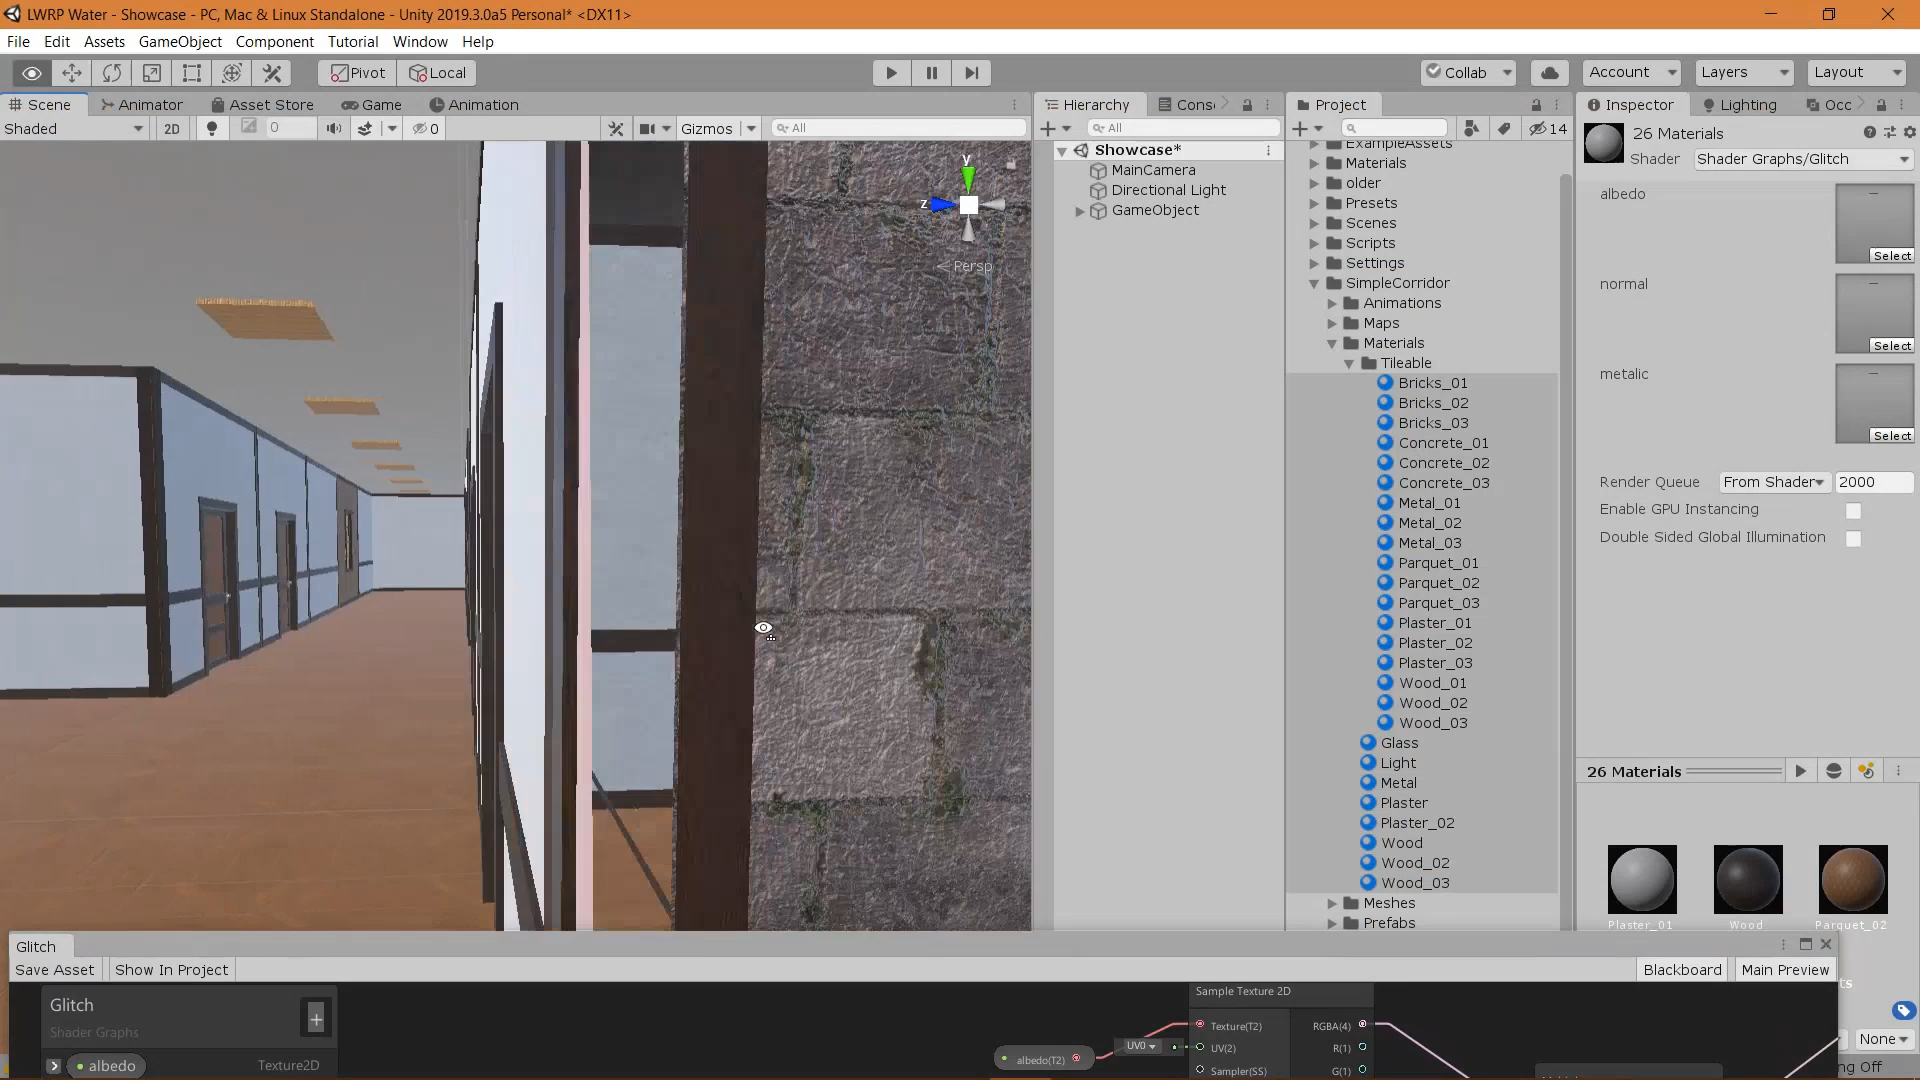 LWRP Water - Showcase - PC, Mac & Linux Standalone - Unity 2019.3.0a5 Personal* <DX11>
File Edit Assets GameObject Component Tutorial Window Help
Pivot Local Collab Account Layers Layout
Scene Animator Asset Store Game Animation
Shaded 2D 0 0 Gizmos All
y
z
Persp
Hierarchy Cons
All
Showcase*
MainCamera
Directional Light
GameObject
Project
14
ExampleAssets
Materials
older
Presets
Scenes
Scripts
Settings
SimpleCorridor
Animations
Maps
Materials
Tileable
Bricks_01
Bricks_02
Bricks_03
Concrete_01
Concrete_02
Concrete_03
Metal_01
Metal_02
Metal_03
Parquet_01
Parquet_02
Parquet_03
Plaster_01
Plaster_02
Plaster_03
Wood_01
Wood_02
Wood_03
Glass
Light
Metal
Plaster
Plaster_02
Wood
Wood_02
Wood_03
Meshes
Prefabs
Inspector Lighting Occ
26 Materials
Shader Shader Graphs/Glitch
albedo
Select
normal
Select
metalic
Select
Render Queue From Shader 2000
Enable GPU Instancing
Double Sided Global Illumination
26 Materials
Plaster_01 Wood Parquet_02
ts
None
ng Off
Glitch
Save Asset Show In Project Blackboard Main Preview
Glitch
Shader Graphs
albedo Texture2D
albedo(T2)
UV0
Sample Texture 2D
Texture(T2) RGBA(4)
UV(2) R(1)
Sampler(SS) G(1)